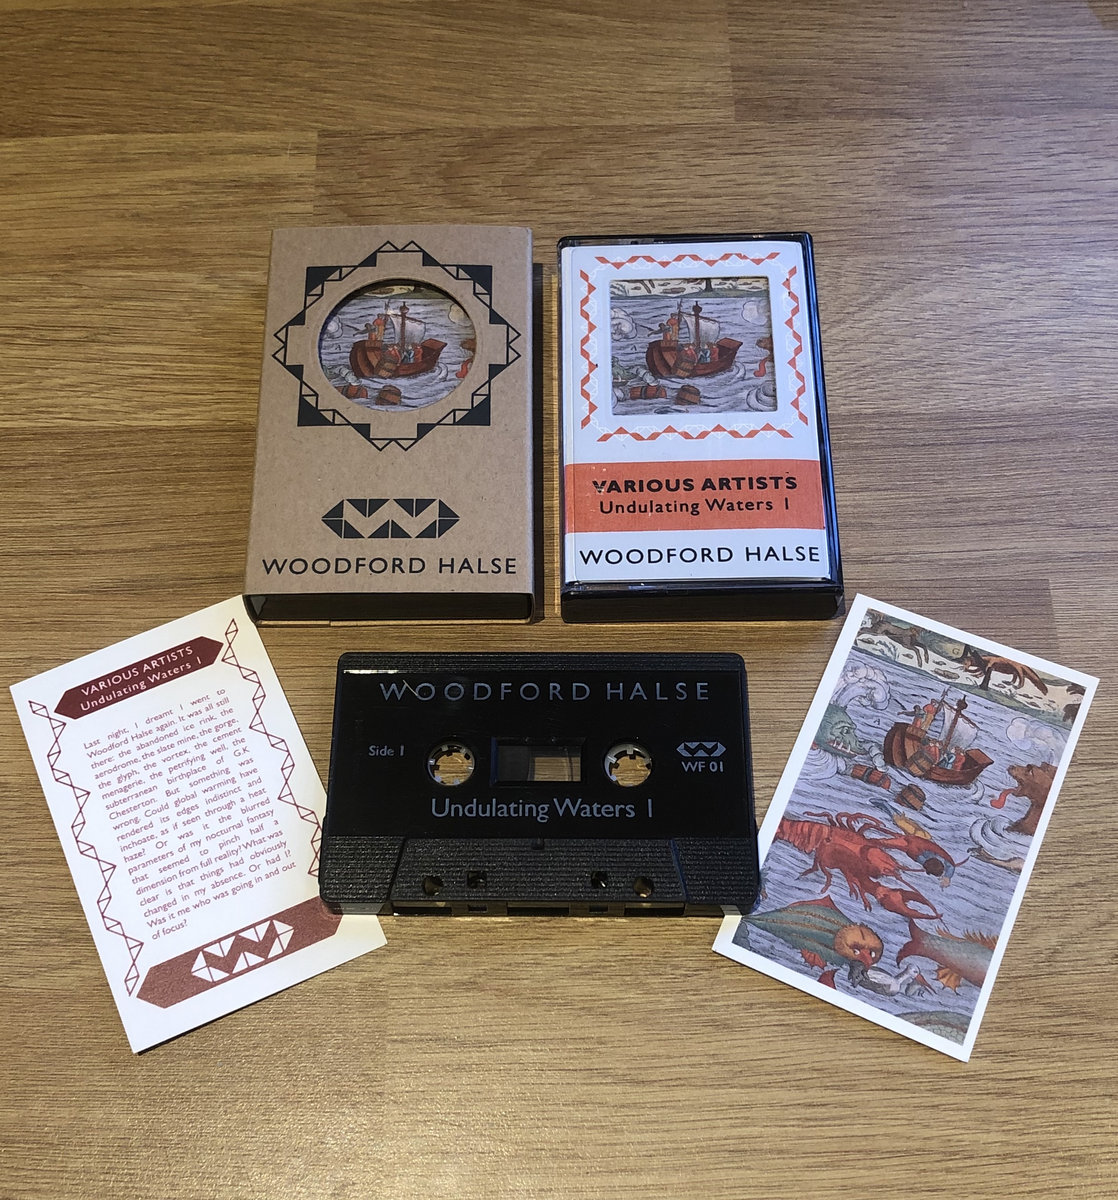 WOODFORD HALSE
VARIOUS ARTISTS
Undulating Waters 1
WOODFORD HALSE
VARIOUS ARTISTS
Undulating Waters 1
Last night, I dreamt I went to
Woodford Halse again. It was all still
there: the abandoned ice rink, the
aerodrome, the slate mine, the gorge,
the glyph, the vortex, the cement
menagerie, the petrifying well, the
subterranean birthplace of G.K
Chesterton. But something was
wrong. Could global warming have
rendered its edges indistinct and
inchoate, as if seen through a heat
haze? Or was it the blurred
parameters of my nocturnal fantasy
that seemed to pinch half a
dimension from full reality? What was
clear is that things had obviously
changed in my absence. Or had I?
Was it me who was going in and out
of focus?
WOODFORD HALSE
Side 1
WF 01
Undulating Waters 1